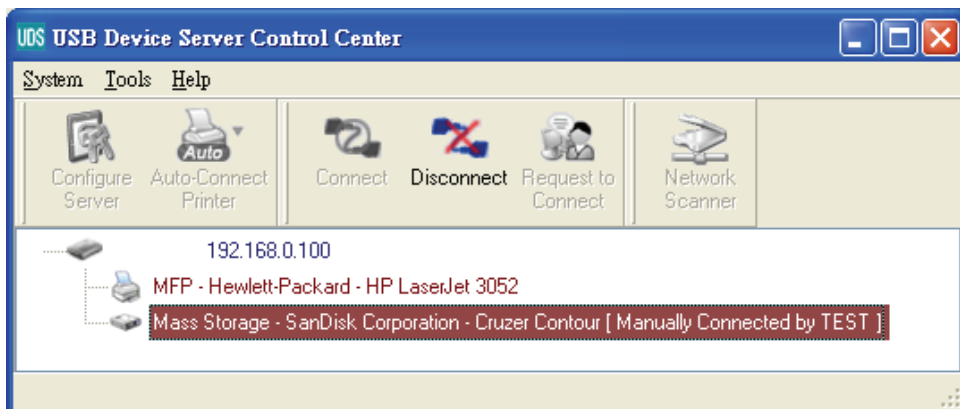 UDS USB Device Server Control Center
System Tools Help
Auto
Configure Server
Auto-Connect Printer
Connect
Disconnect
Request to Connect
Network Scanner
192.168.0.100
MFP - Hewlett-Packard - HP LaserJet 3052
Mass Storage - SanDisk Corporation - Cruzer Contour [ Manually Connected by TEST ]